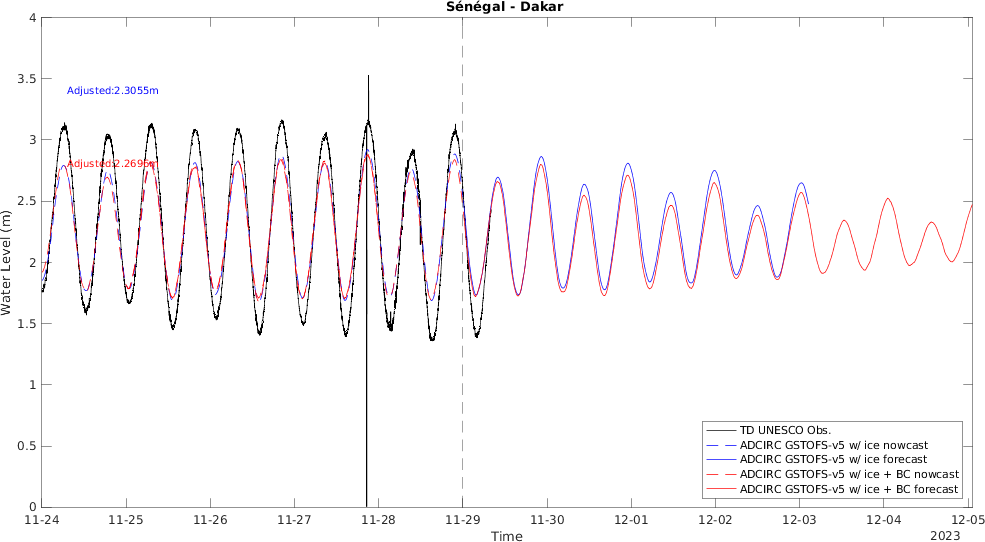 Sénégal - Dakar
4
3.5
3
2.5
2
1.5
1
0.5
0
Water Level (m)
Adjusted:2.3055m
Adjusted:2.2696m
TD UNESCO Obs.
ADCIRC GSTOFS-v5 w/ ice nowcast
ADCIRC GSTOFS-v5 w/ ice forecast
ADCIRC GSTOFS-v5 w/ ice + BC nowcast
ADCIRC GSTOFS-v5 w/ ice + BC forecast
11-24 11-25 11-26 11-27 11-28 11-29 11-30 12-01 12-02 12-03 12-04 12-05
Time
2023